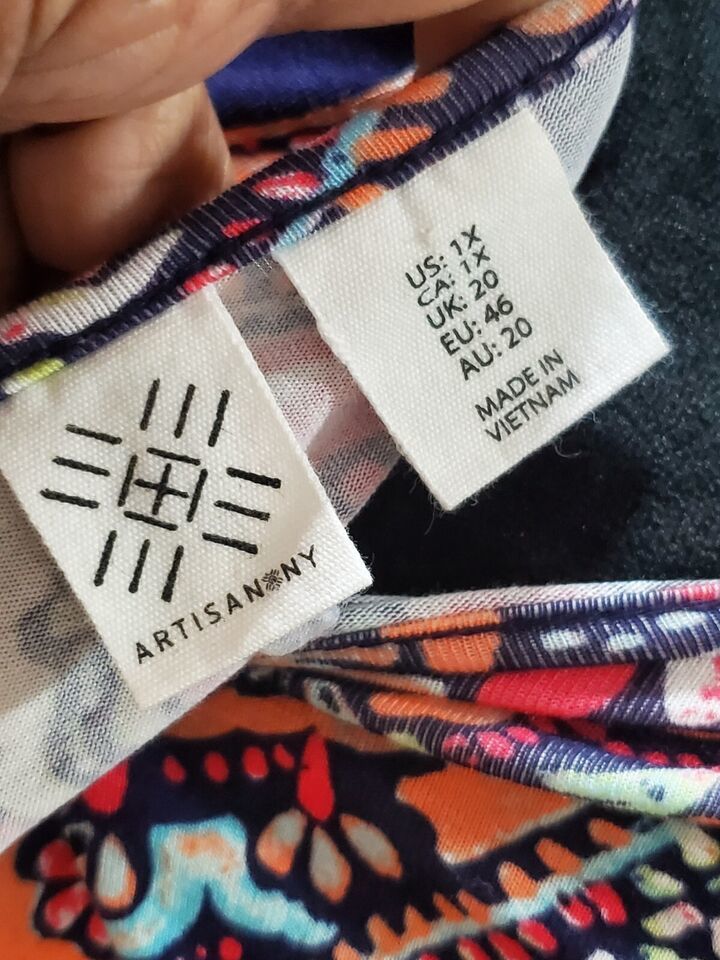 ARTISAN NY
US: 1X
CA: 1X
UK: 20
EU: 46
AU: 20
MADE IN
VIETNAM